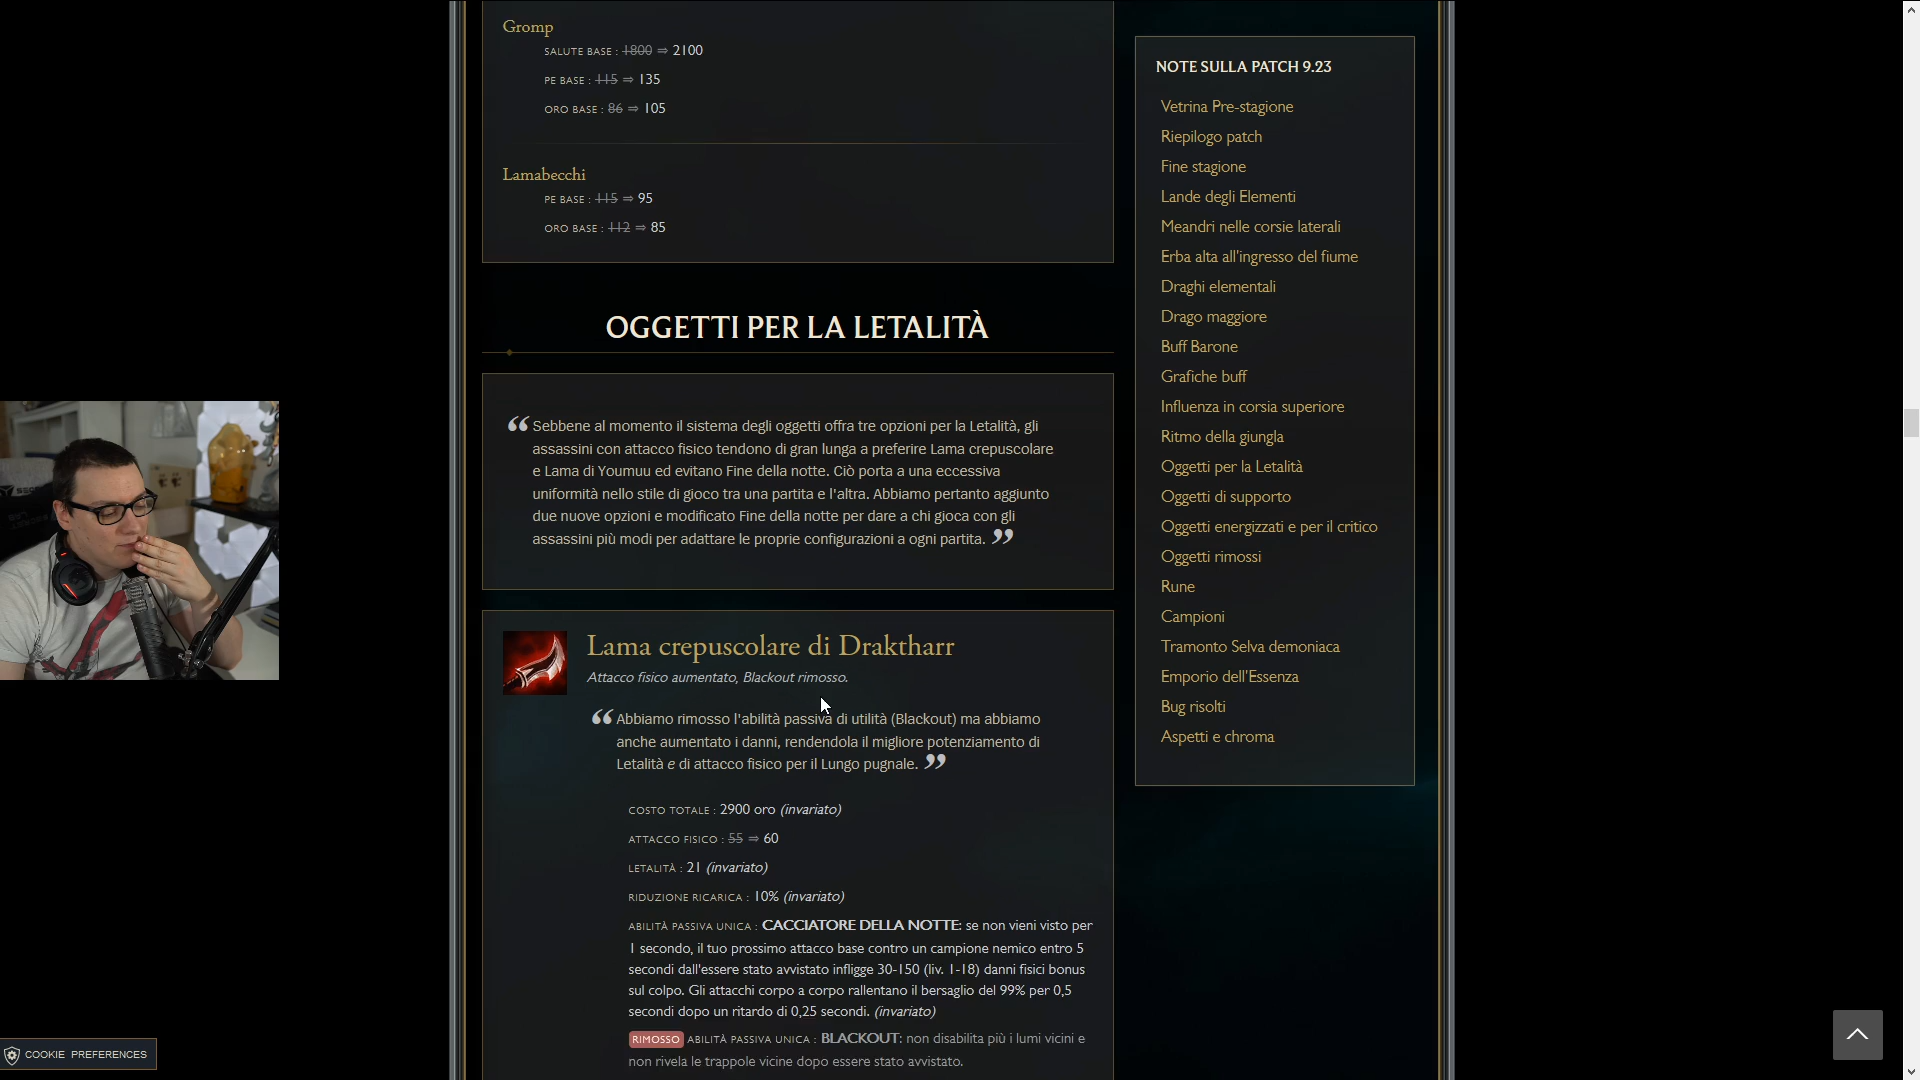 Gromp
SALUTE BASE : 1800 ⇒ 2100
PE BASE : 115 ⇒ 135
ORO BASE : 86 ⇒ 105
Lamabecchi
PE BASE : 115 ⇒ 95
ORO BASE : 112 ⇒ 85
OGGETTI PER LA LETALITÀ
“ Sebbene al momento il sistema degli oggetti offra tre opzioni per la Letalità, gli
assassini con attacco fisico tendono di gran lunga a preferire Lama crepuscolare
e Lama di Youmuu ed evitano Fine della notte. Ciò porta a una eccessiva
uniformità nello stile di gioco tra una partita e l'altra. Abbiamo pertanto aggiunto
due nuove opzioni e modificato Fine della notte per dare a chi gioca con gli
assassini più modi per adattare le proprie configurazioni a ogni partita. ”
Lama crepuscolare di Draktharr
Attacco fisico aumentato, Blackout rimosso.
“ Abbiamo rimosso l'abilità passiva di utilità (Blackout) ma abbiamo
anche aumentato i danni, rendendola il migliore potenziamento di
Letalità e di attacco fisico per il Lungo pugnale. ”
COSTO TOTALE : 2900 oro (invariato)
ATTACCO FISICO : 55 ⇒ 60
LETALITÀ : 21 (invariato)
RIDUZIONE RICARICA : 10% (invariato)
ABILITÀ PASSIVA UNICA : CACCIATORE DELLA NOTTE: se non vieni visto per
1 secondo, il tuo prossimo attacco base contro un campione nemico entro 5
secondi dall'essere stato avvistato infligge 30-150 (liv. 1-18) danni fisici bonus
sul colpo. Gli attacchi corpo a corpo rallentano il bersaglio del 99% per 0,5
secondi dopo un ritardo di 0,25 secondi. (invariato)
RIMOSSO ABILITÀ PASSIVA UNICA : BLACKOUT: non disabilita più i lumi vicini e
non rivela le trappole vicine dopo essere stato avvistato.
NOTE SULLA PATCH 9.23
Vetrina Pre-stagione
Riepilogo patch
Fine stagione
Lande degli Elementi
Meandri nelle corsie laterali
Erba alta all'ingresso del fiume
Draghi elementali
Drago maggiore
Buff Barone
Grafiche buff
Influenza in corsia superiore
Ritmo della giungla
Oggetti per la Letalità
Oggetti di supporto
Oggetti energizzati e per il critico
Oggetti rimossi
Rune
Campioni
Tramonto Selva demoniaca
Emporio dell'Essenza
Bug risolti
Aspetti e chroma
COOKIE PREFERENCES